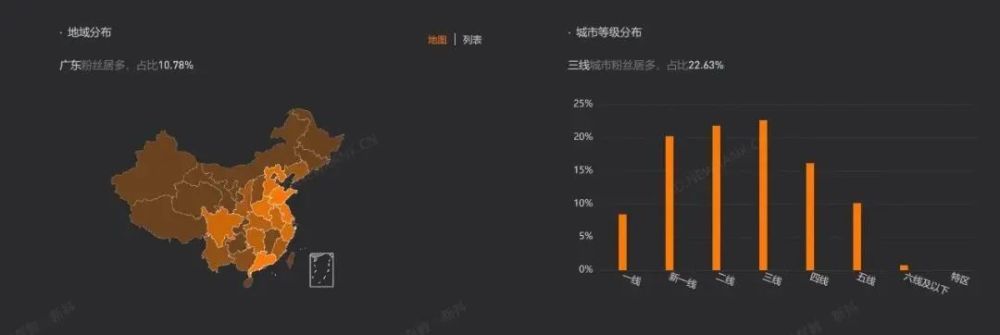 · 地域分布
地图 | 列表
广东粉丝居多，占比10.78%
· 城市等级分布
三线城市粉丝居多，占比22.63%
25%
20%
15%
10%
5%
0%
一线
新一线
二线
三线
四线
五线
六线及以下
特区